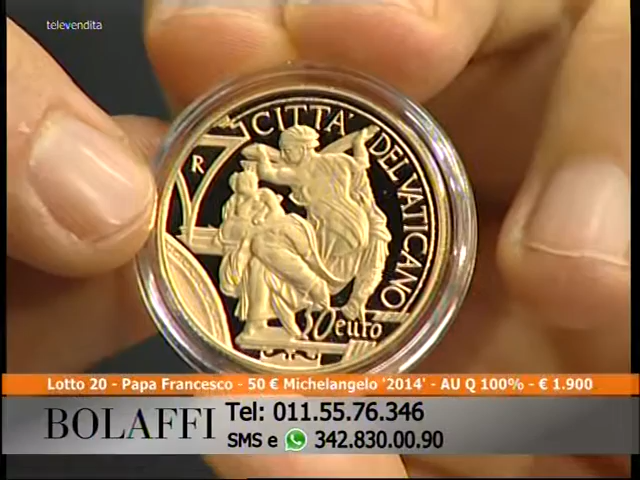 televendita
CITTÀ DEL VATICANO
R
50 euro
Lotto 20 - Papa Francesco - 50 € Michelangelo '2014' - AU Q 100% - € 1.900
BOLAFFI
Tel: 011.55.76.346
SMS e 342.830.00.90